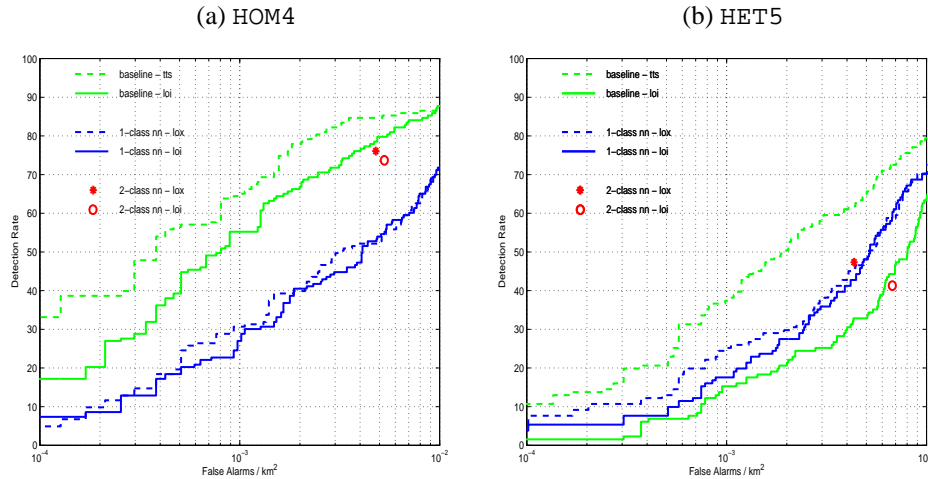 (a) HOM4
100
90
80
70
60
50
40
30
20
10
0
Detection Rate
baseline – tts
baseline – loi
1–class nn – lox
1–class nn – loi
2–class nn – lox
2–class nn – loi
10⁻⁴
10⁻³
10⁻²
False Alarms / km²
(b) HET5
100
90
80
70
60
50
40
30
20
10
0
Detection Rate
baseline – tts
baseline – loi
1–class nn – lox
1–class nn – loi
2–class nn – lox
2–class nn – loi
10⁻⁴
10⁻³
10⁻²
False Alarms / km²